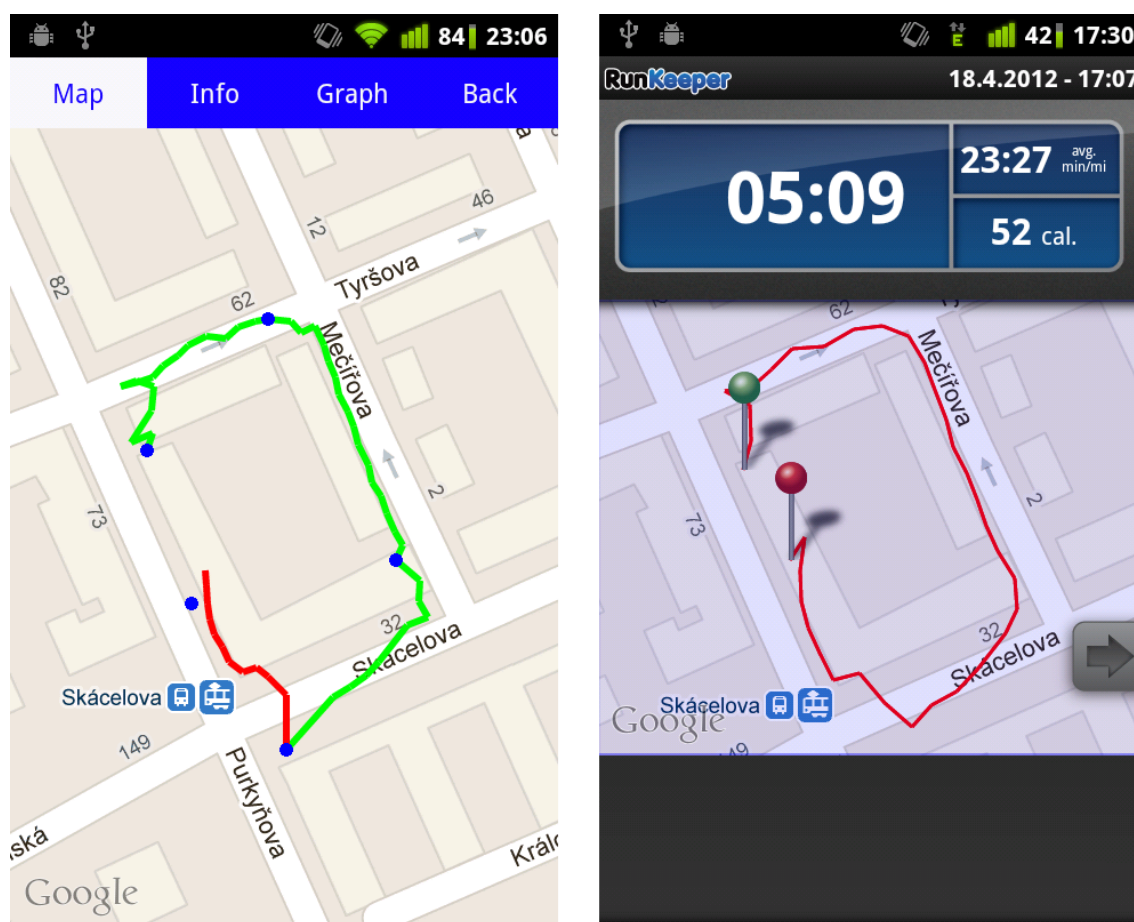 84 23:06
Map Info Graph Back
a
46
12
Tyršova
82
62
Mečířova
73
2
32
Skácelova
Skácelova
149
Purkyňova
ská
Králo
Google
E 42 17:30
RunKeeper 18.4.2012 - 17:07
05:09
23:27 avg. min/mi
52 cal.
62
Mečířova
73
2
32
Skácelova
Skácelova
Google
149